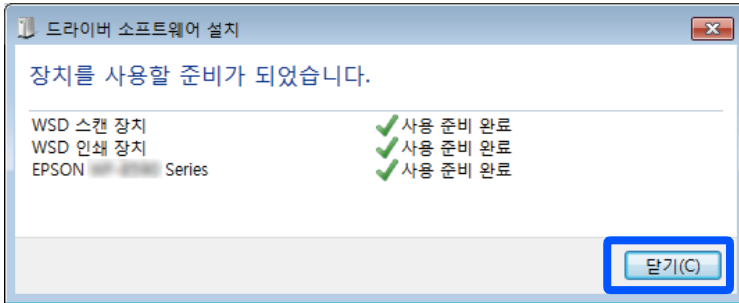 드라이버 소프트웨어 설치
장치를 사용할 준비가 되었습니다.
WSD 스캔 장치 사용 준비 완료
WSD 인쇄 장치 사용 준비 완료
EPSON Series 사용 준비 완료
닫기(C)